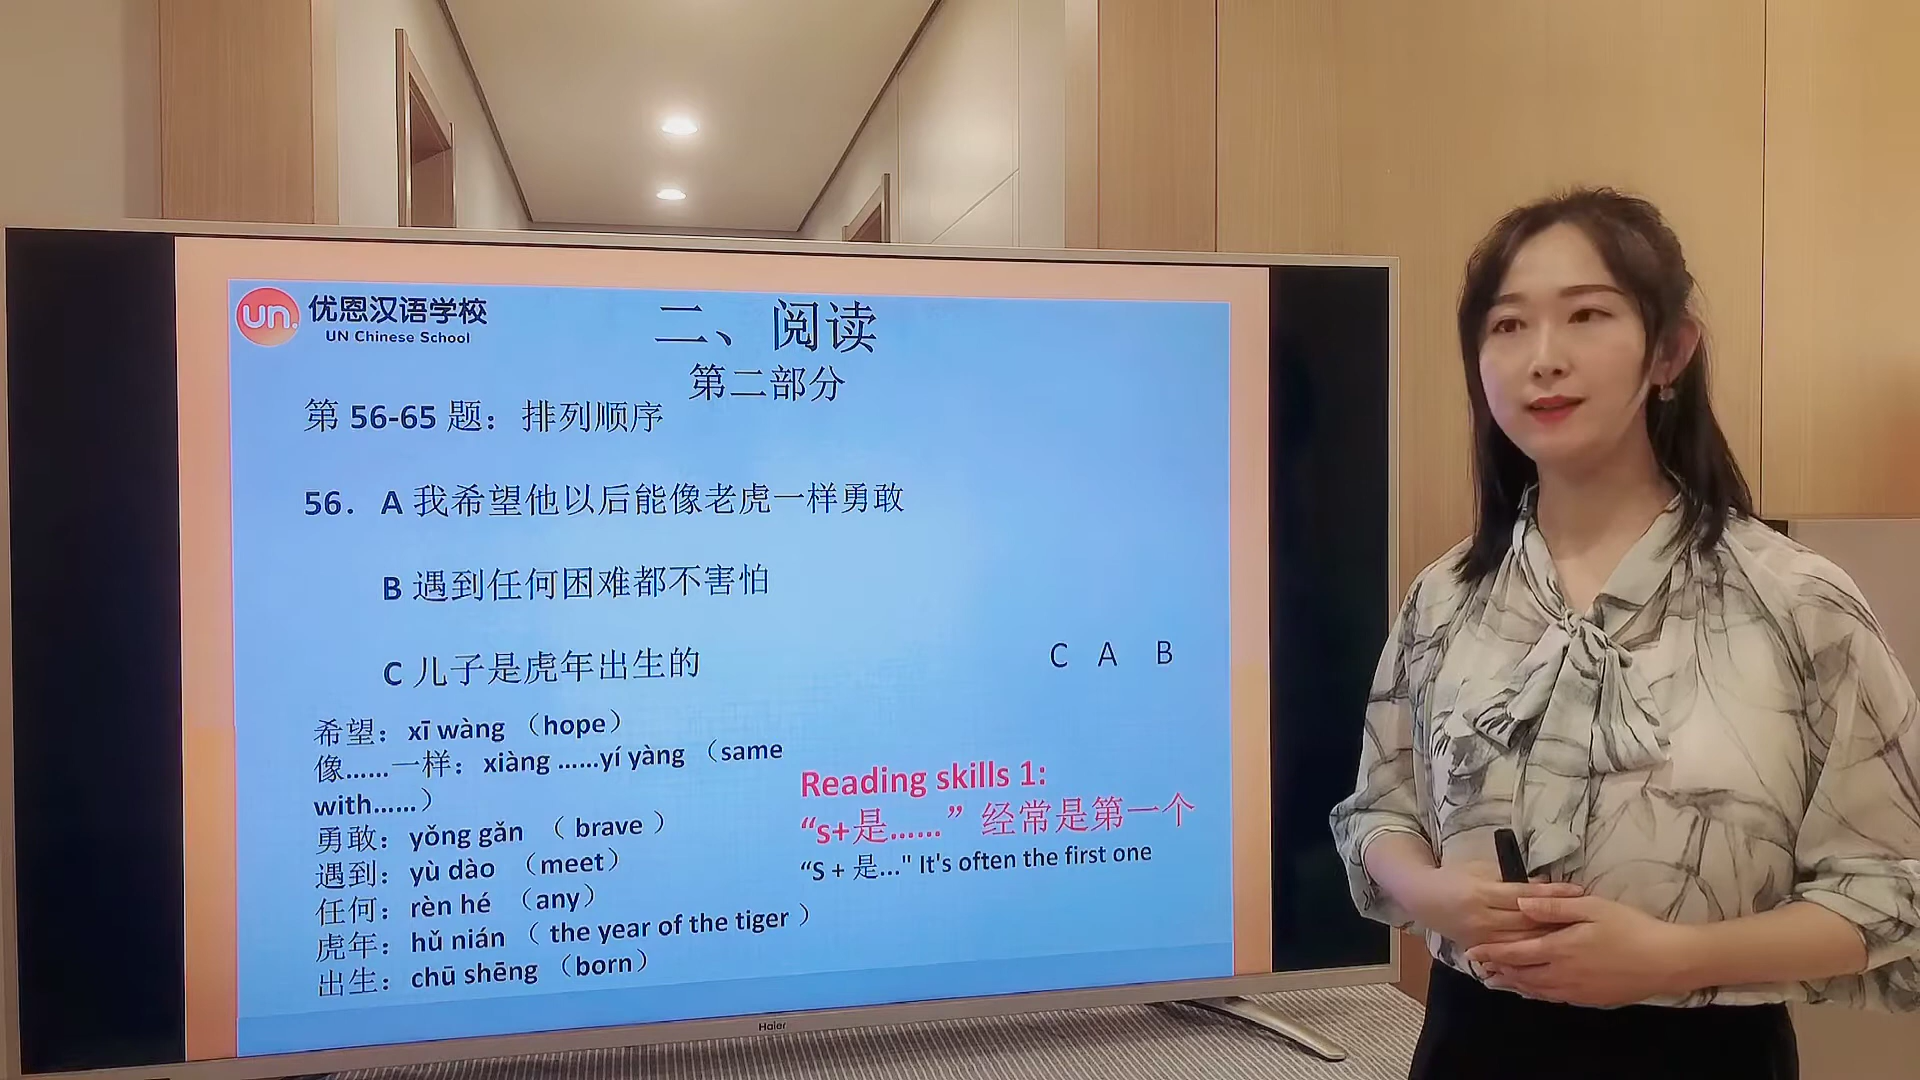 un.
优恩汉语学校
UN Chinese School
二、阅读
第二部分
第 56-65 题：排列顺序
56. A 我希望他以后能像老虎一样勇敢
B 遇到任何困难都不害怕
C 儿子是虎年出生的
C A B
希望：xī wàng （hope）
像……一样：xiàng ……yí yàng （same
with……）
勇敢：yǒng gǎn （ brave ）
遇到：yù dào （meet）
任何：rèn hé （any）
虎年：hǔ nián （ the year of the tiger ）
出生：chū shēng （born）
Reading skills 1:
“s+是……” 经常是第一个
“S + 是..." It's often the first one
Haier